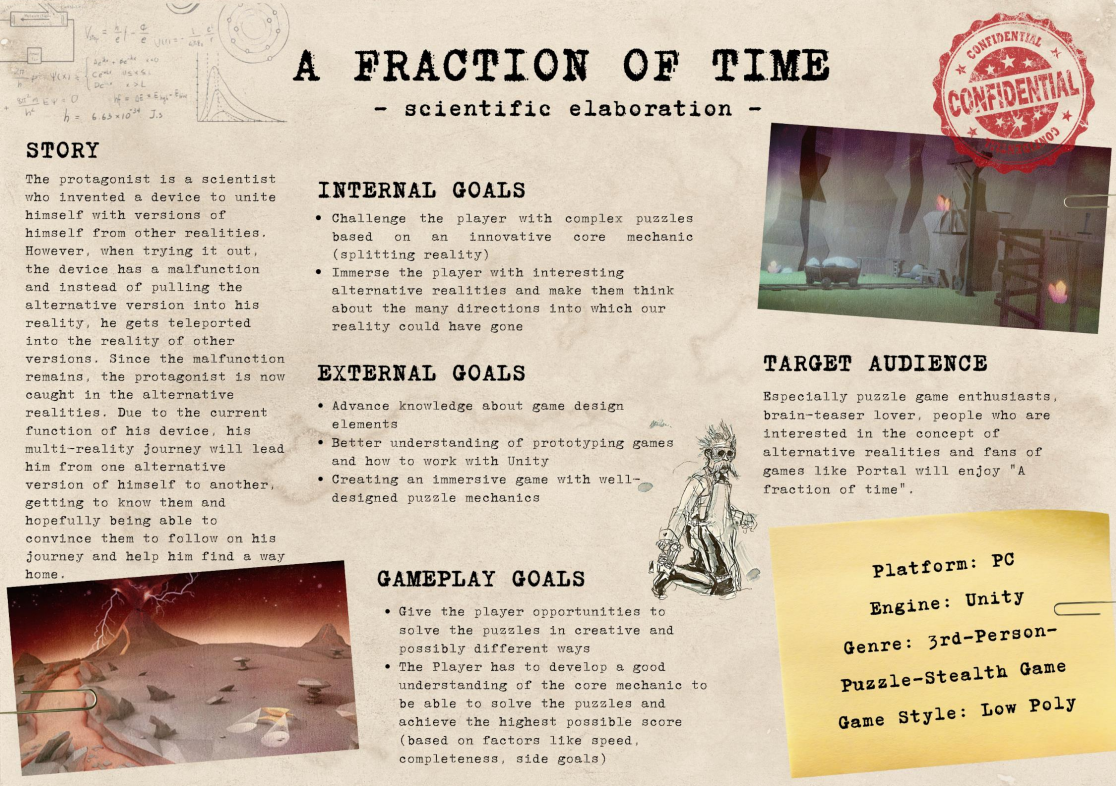 A FRACTION OF TIME
- scientific elaboration -
CONFIDENTIAL
CONFIDENTIAL
STORY
The protagonist is a scientist
who invented a device to unite
himself with versions of
himself from other realities.
However, when trying it out,
the device has a malfunction
and instead of pulling the
alternative version into his
reality, he gets teleported
into the reality of other
versions. Since the malfunction
remains, the protagonist is now
caught in the alternative
realities. Due to the current
function of his device, his
multi-reality journey will lead
him from one alternative
version of himself to another,
getting to know them and
hopefully being able to
convince them to follow on his
journey and help him find a way
home.
INTERNAL GOALS
• Challenge the player with complex puzzles
based on an innovative core mechanic
(splitting reality)
• Immerse the player with interesting
alternative realities and make them think
about the many directions into which our
reality could have gone
EXTERNAL GOALS
• Advance knowledge about game design
elements
• Better understanding of prototyping games
and how to work with Unity
• Creating an immersive game with well-
designed puzzle mechanics
GAMEPLAY GOALS
• Give the player opportunities to
solve the puzzles in creative and
possibly different ways
• The Player has to develop a good
understanding of the core mechanic to
be able to solve the puzzles and
achieve the highest possible score
(based on factors like speed,
completeness, side goals)
TARGET AUDIENCE
Especially puzzle game enthusiasts,
brain-teaser lover, people who are
interested in the concept of
alternative realities and fans of
games like Portal will enjoy "A
fraction of time".
Platform: PC
Engine: Unity
Genre: 3rd-Person-
Puzzle-Stealth Game
Game Style: Low Poly